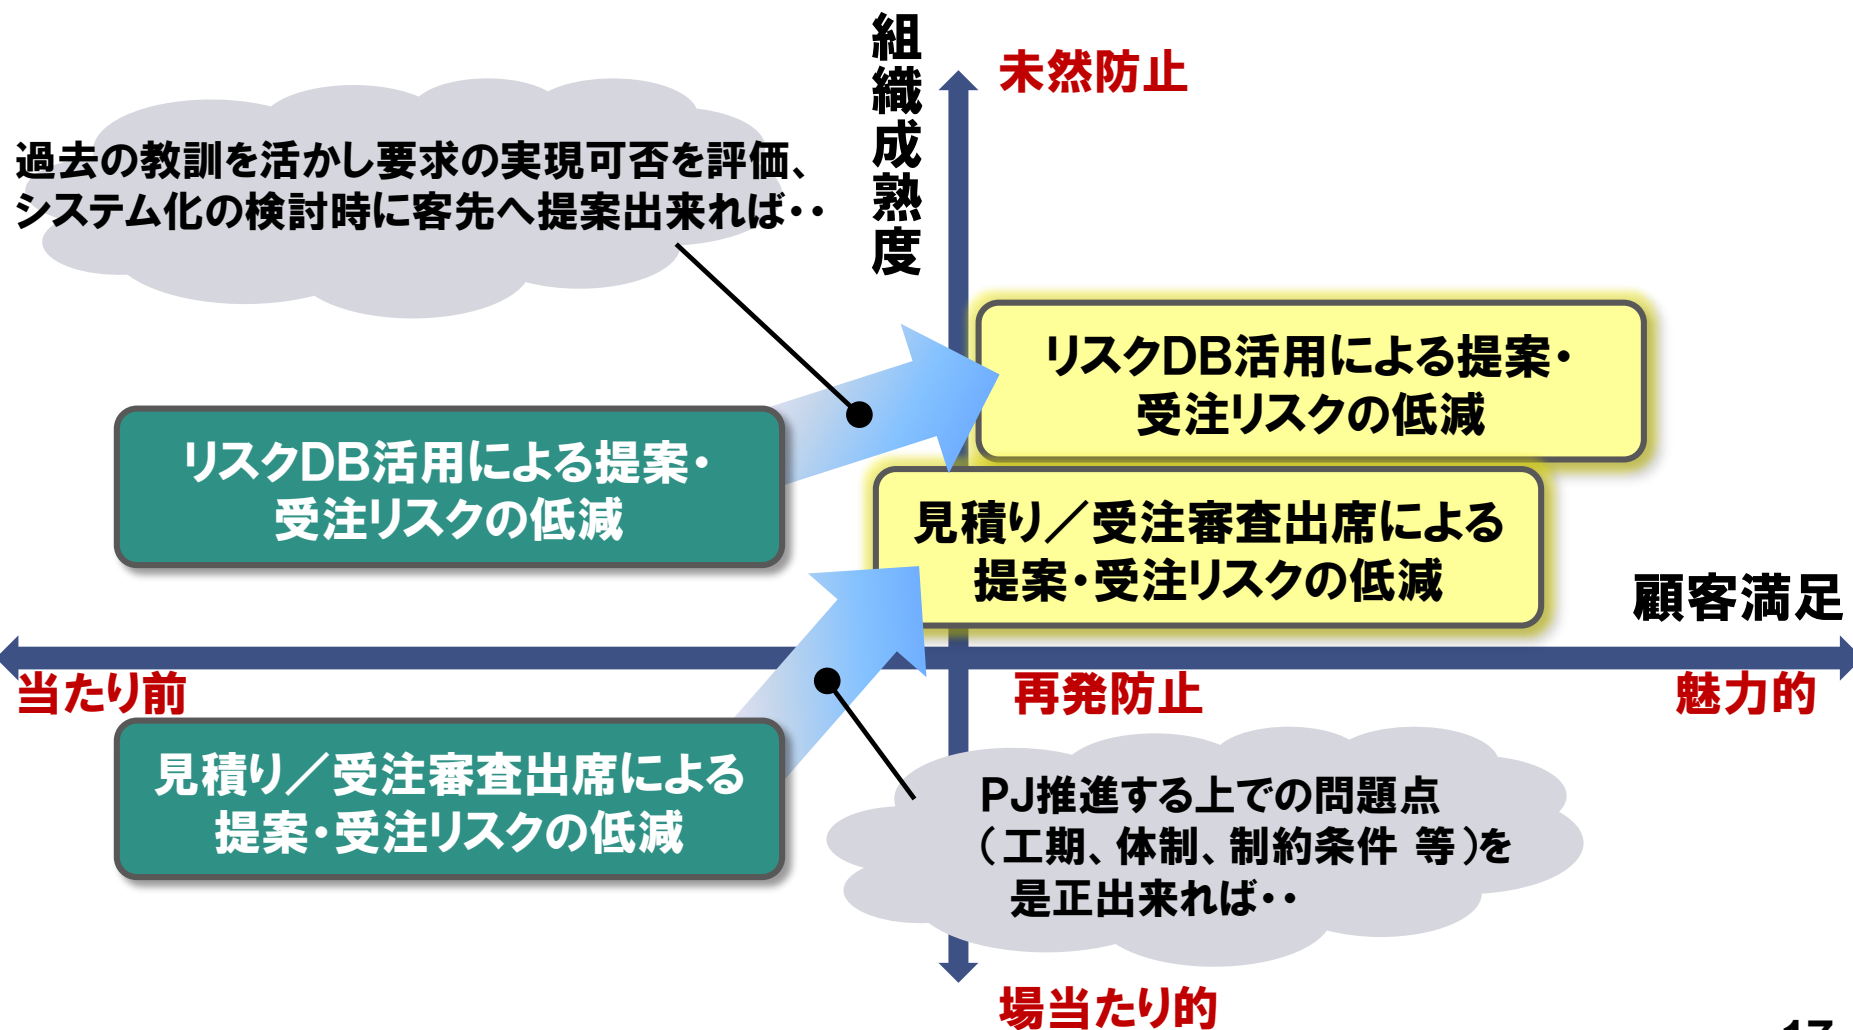 組織成熟度
未然防止
過去の教訓を活かし要求の実現可否を評価、
システム化の検討時に客先へ提案出来れば・・
リスクDB活用による提案・
受注リスクの低減
リスクDB活用による提案・
受注リスクの低減
見積り／受注審査出席による
提案・受注リスクの低減
顧客満足
当たり前
再発防止
魅力的
見積り／受注審査出席による
提案・受注リスクの低減
PJ推進する上での問題点
（工期、体制、制約条件 等）を
是正出来れば・・
場当たり的
17